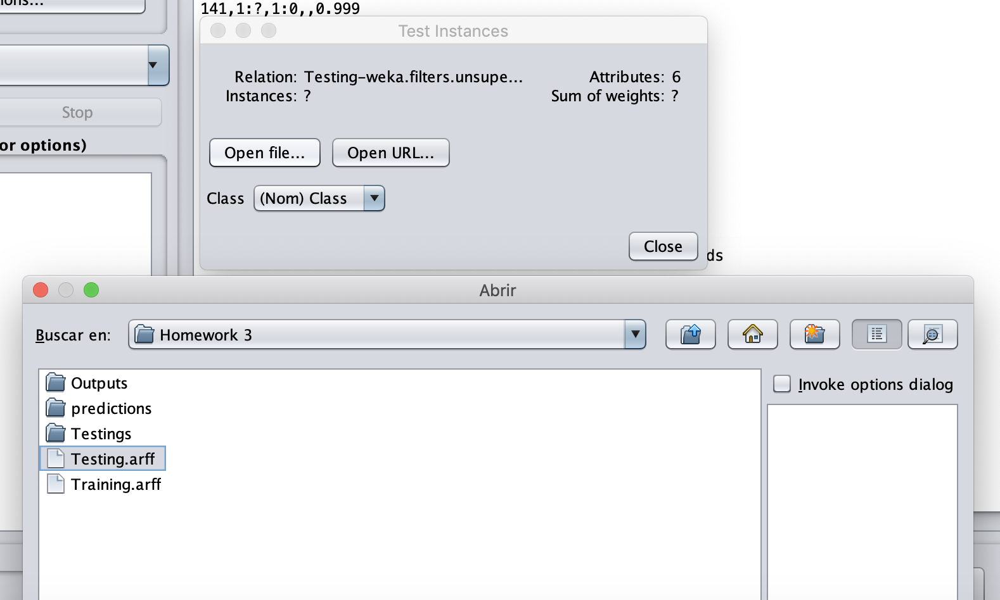 141,1:?,1:0,,0.999
Test Instances
Relation: Testing-weka.filters.unsupe... Attributes: 6
Instances: ? Sum of weights: ?
Stop
or options)
Open file... Open URL...
Class (Nom) Class
Close
ds
Abrir
Buscar en: Homework 3
Outputs
Invoke options dialog
predictions
Testings
Testing.arff
Training.arff